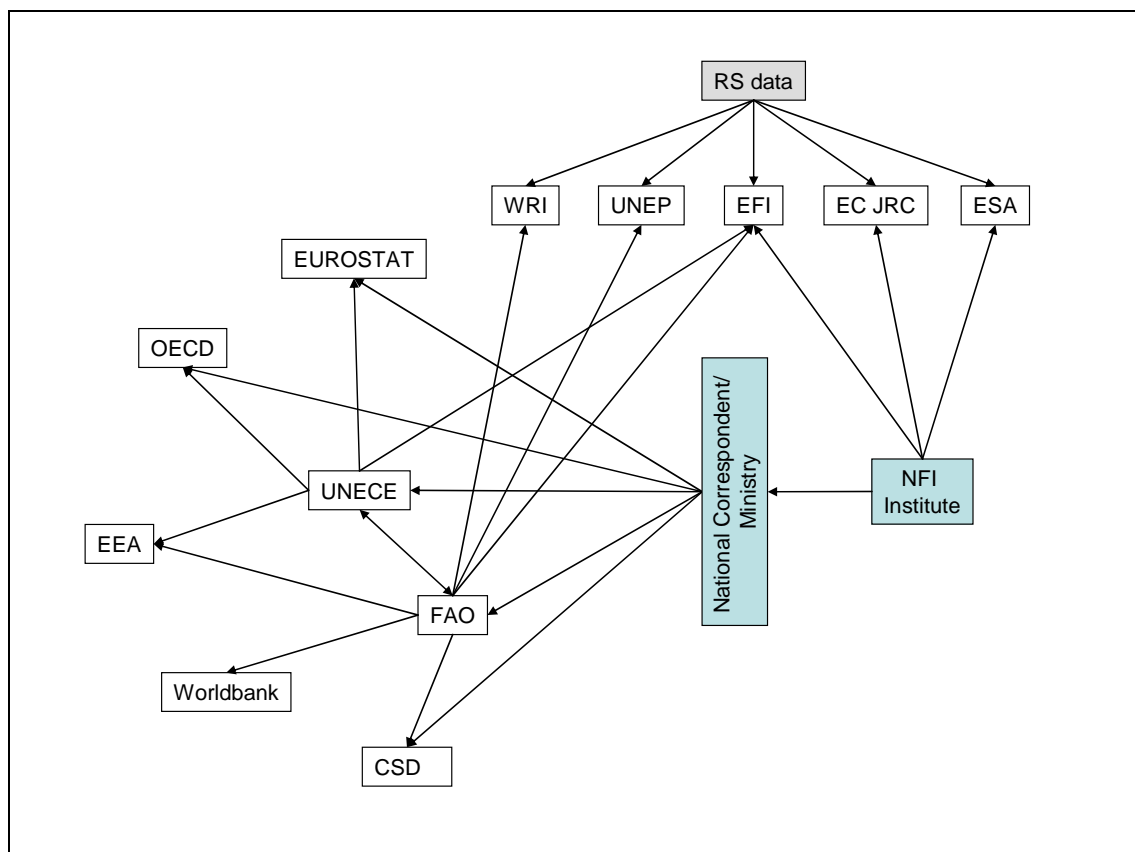 RS data
WRI
UNEP
EFI
EC JRC
ESA
EUROSTAT
OECD
National Correspondent/
Ministry
NFI
Institute
UNECE
EEA
FAO
Worldbank
CSD